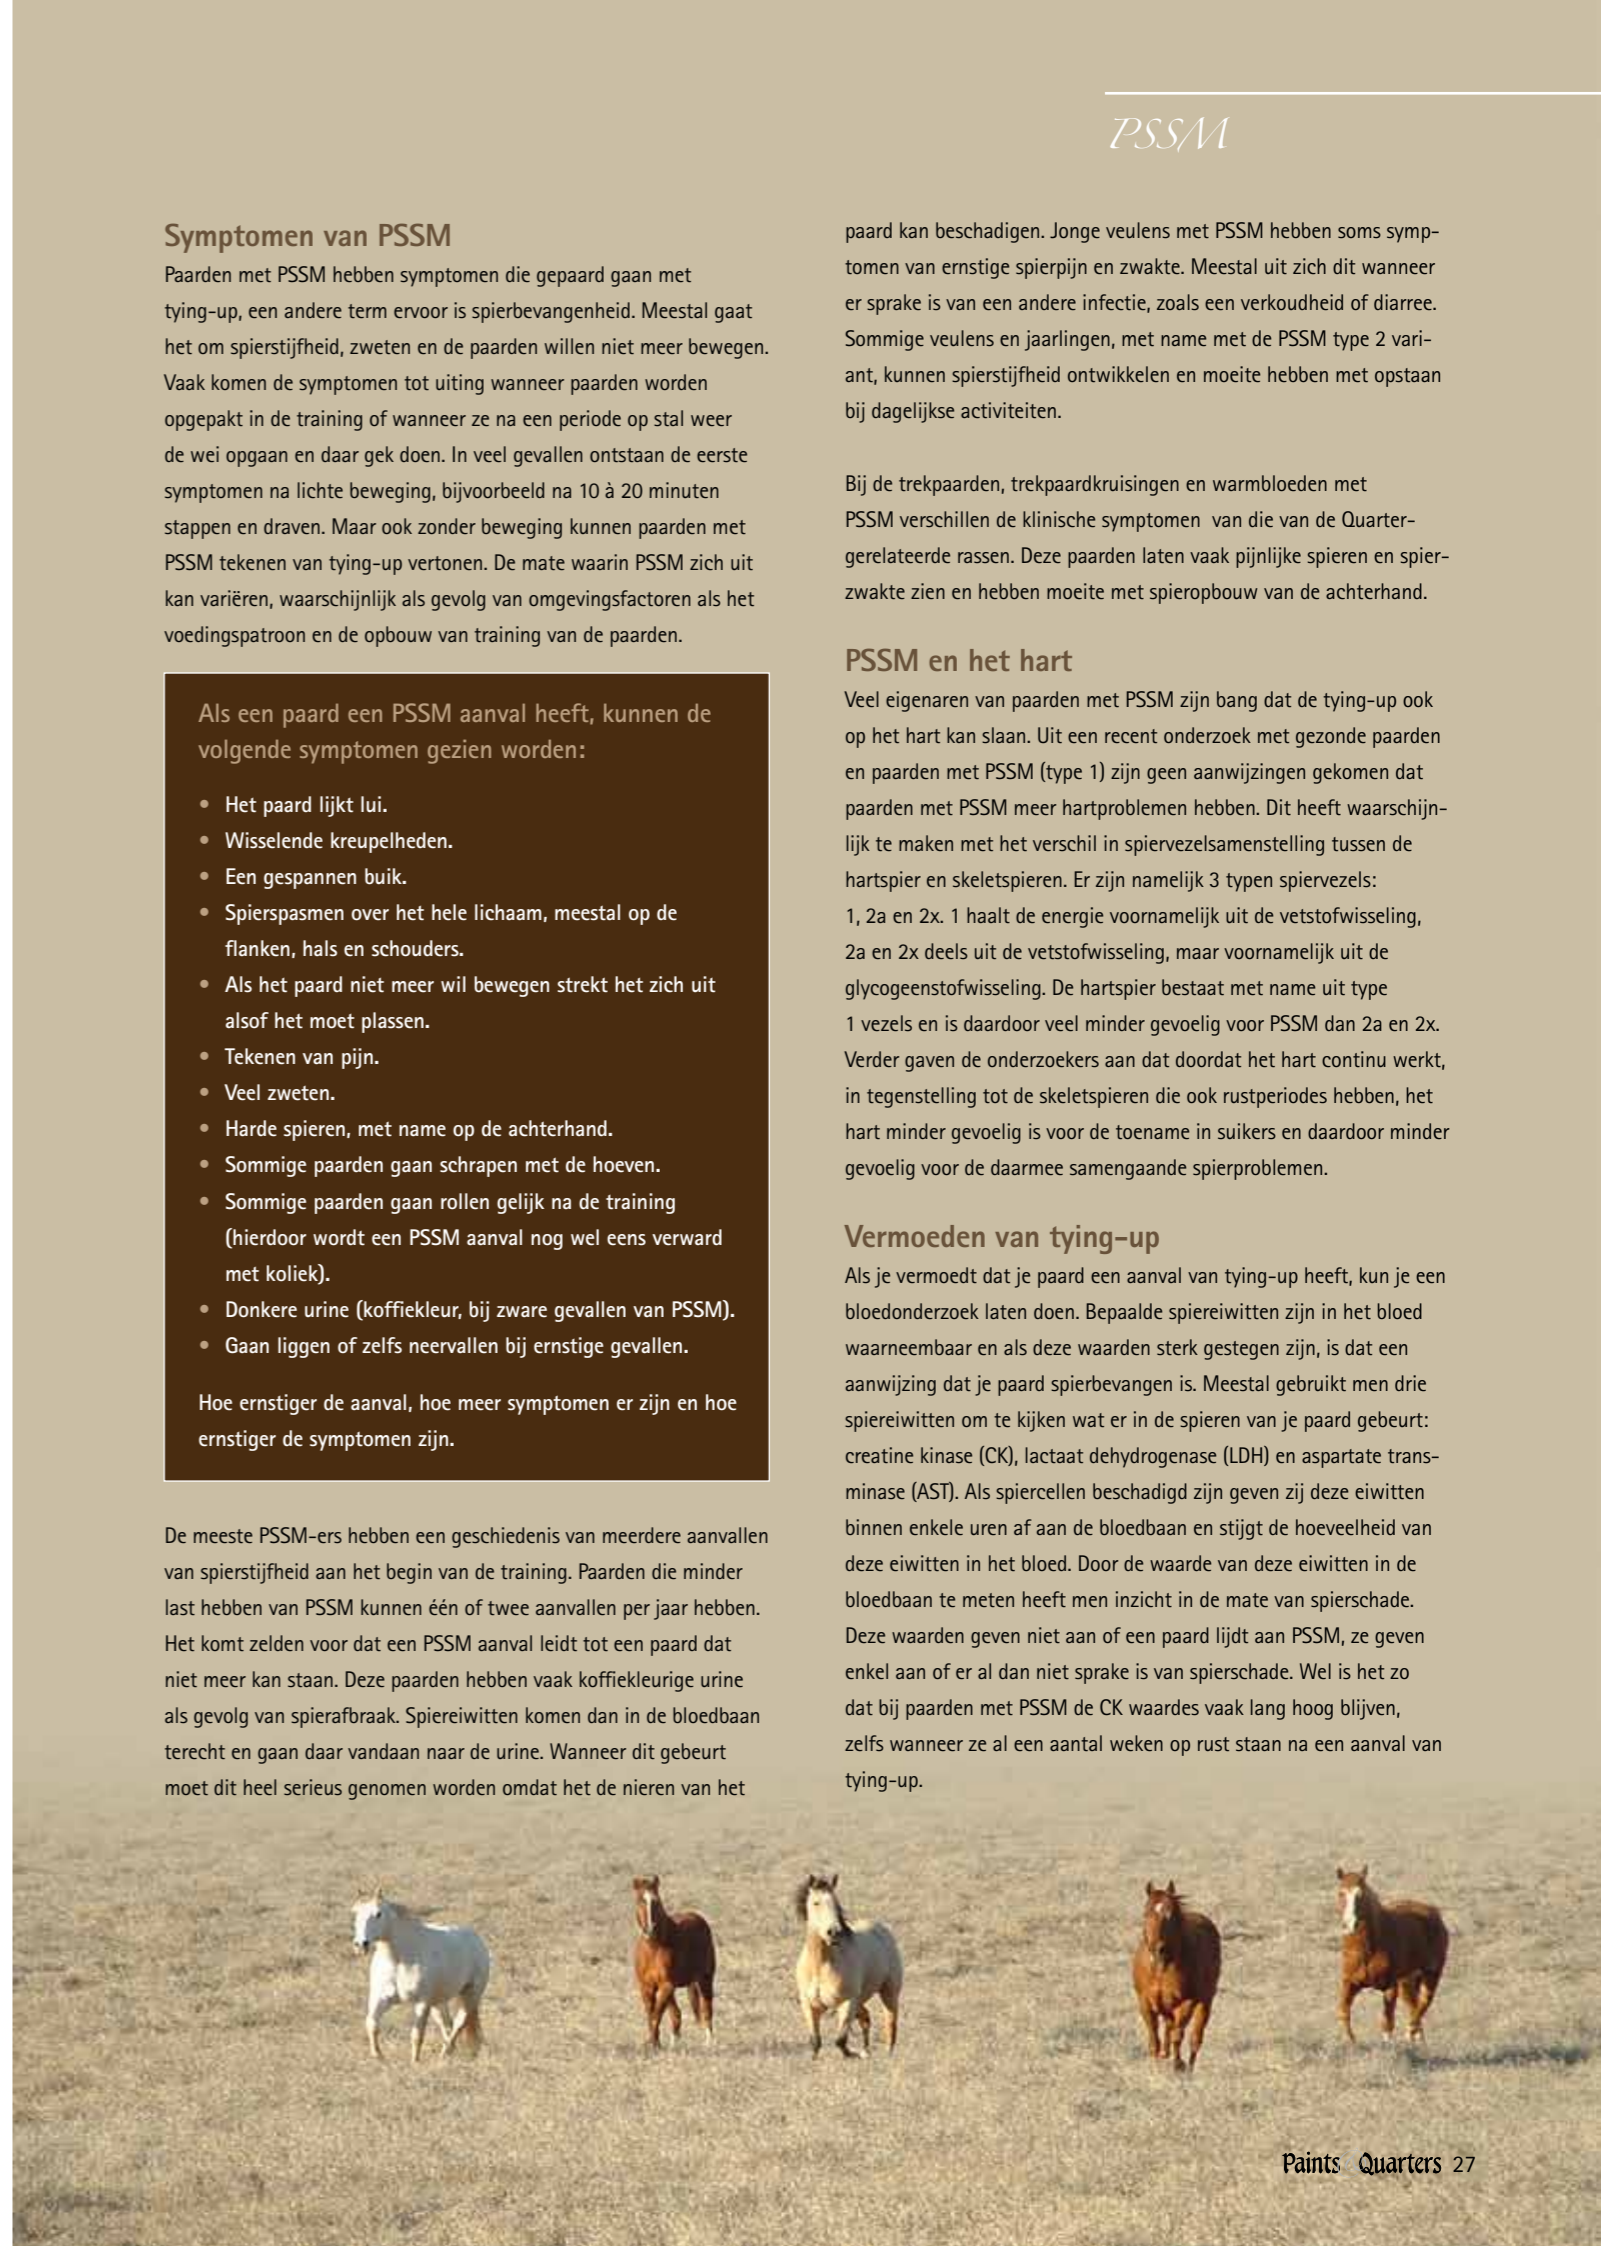 PSSM
Symptomen van PSSM
Paarden met PSSM hebben symptomen die gepaard gaan met
tying-up, een andere term ervoor is spierbevangenheid. Meestal gaat
het om spierstijfheid, zweten en de paarden willen niet meer bewegen.
Vaak komen de symptomen tot uiting wanneer paarden worden
opgepakt in de training of wanneer ze na een periode op stal weer
de wei opgaan en daar gek doen. In veel gevallen ontstaan de eerste
symptomen na lichte beweging, bijvoorbeeld na 10 à 20 minuten
stappen en draven. Maar ook zonder beweging kunnen paarden met
PSSM tekenen van tying-up vertonen. De mate waarin PSSM zich uit
kan variëren, waarschijnlijk als gevolg van omgevingsfactoren als het
voedingspatroon en de opbouw van training van de paarden.
Als een paard een PSSM aanval heeft, kunnen de
volgende symptomen gezien worden:
• Het paard lijkt lui.
• Wisselende kreupelheden.
• Een gespannen buik.
• Spierspasmen over het hele lichaam, meestal op de
flanken, hals en schouders.
• Als het paard niet meer wil bewegen strekt het zich uit
alsof het moet plassen.
• Tekenen van pijn.
• Veel zweten.
• Harde spieren, met name op de achterhand.
• Sommige paarden gaan schrapen met de hoeven.
• Sommige paarden gaan rollen gelijk na de training
(hierdoor wordt een PSSM aanval nog wel eens verward
met koliek).
• Donkere urine (koffiekleur, bij zware gevallen van PSSM).
• Gaan liggen of zelfs neervallen bij ernstige gevallen.
Hoe ernstiger de aanval, hoe meer symptomen er zijn en hoe
ernstiger de symptomen zijn.
De meeste PSSM-ers hebben een geschiedenis van meerdere aanvallen
van spierstijfheid aan het begin van de training. Paarden die minder
last hebben van PSSM kunnen één of twee aanvallen per jaar hebben.
Het komt zelden voor dat een PSSM aanval leidt tot een paard dat
niet meer kan staan. Deze paarden hebben vaak koffiekleurige urine
als gevolg van spierafbraak. Spiereiwitten komen dan in de bloedbaan
terecht en gaan daar vandaan naar de urine. Wanneer dit gebeurt
moet dit heel serieus genomen worden omdat het de nieren van het
paard kan beschadigen. Jonge veulens met PSSM hebben soms symp-
tomen van ernstige spierpijn en zwakte. Meestal uit zich dit wanneer
er sprake is van een andere infectie, zoals een verkoudheid of diarree.
Sommige veulens en jaarlingen, met name met de PSSM type 2 vari-
ant, kunnen spierstijfheid ontwikkelen en moeite hebben met opstaan
bij dagelijkse activiteiten.
Bij de trekpaarden, trekpaardkruisingen en warmbloeden met
PSSM verschillen de klinische symptomen van die van de Quarter-
gerelateerde rassen. Deze paarden laten vaak pijnlijke spieren en spier-
zwakte zien en hebben moeite met spieropbouw van de achterhand.
PSSM en het hart
Veel eigenaren van paarden met PSSM zijn bang dat de tying-up ook
op het hart kan slaan. Uit een recent onderzoek met gezonde paarden
en paarden met PSSM (type 1) zijn geen aanwijzingen gekomen dat
paarden met PSSM meer hartproblemen hebben. Dit heeft waarschijn-
lijk te maken met het verschil in spiervezelsamenstelling tussen de
hartspier en skeletspieren. Er zijn namelijk 3 typen spiervezels:
1, 2a en 2x. 1 haalt de energie voornamelijk uit de vetstofwisseling,
2a en 2x deels uit de vetstofwisseling, maar voornamelijk uit de
glycogeenstofwisseling. De hartspier bestaat met name uit type
1 vezels en is daardoor veel minder gevoelig voor PSSM dan 2a en 2x.
Verder gaven de onderzoekers aan dat doordat het hart continu werkt,
in tegenstelling tot de skeletspieren die ook rustperiodes hebben, het
hart minder gevoelig is voor de toename in suikers en daardoor minder
gevoelig voor de daarmee samengaande spierproblemen.
Vermoeden van tying-up
Als je vermoedt dat je paard een aanval van tying-up heeft, kun je een
bloedonderzoek laten doen. Bepaalde spiereiwitten zijn in het bloed
waarneembaar en als deze waarden sterk gestegen zijn, is dat een
aanwijzing dat je paard spierbevangen is. Meestal gebruikt men drie
spiereiwitten om te kijken wat er in de spieren van je paard gebeurt:
creatine kinase (CK), lactaat dehydrogenase (LDH) en aspartate trans-
minase (AST). Als spiercellen beschadigd zijn geven zij deze eiwitten
binnen enkele uren af aan de bloedbaan en stijgt de hoeveelheid van
deze eiwitten in het bloed. Door de waarde van deze eiwitten in de
bloedbaan te meten heeft men inzicht in de mate van spierschade.
Deze waarden geven niet aan of een paard lijdt aan PSSM, ze geven
enkel aan of er al dan niet sprake is van spierschade. Wel is het zo
dat bij paarden met PSSM de CK waardes vaak lang hoog blijven,
zelfs wanneer ze al een aantal weken op rust staan na een aanval van
tying-up.
Paints Quarters 27